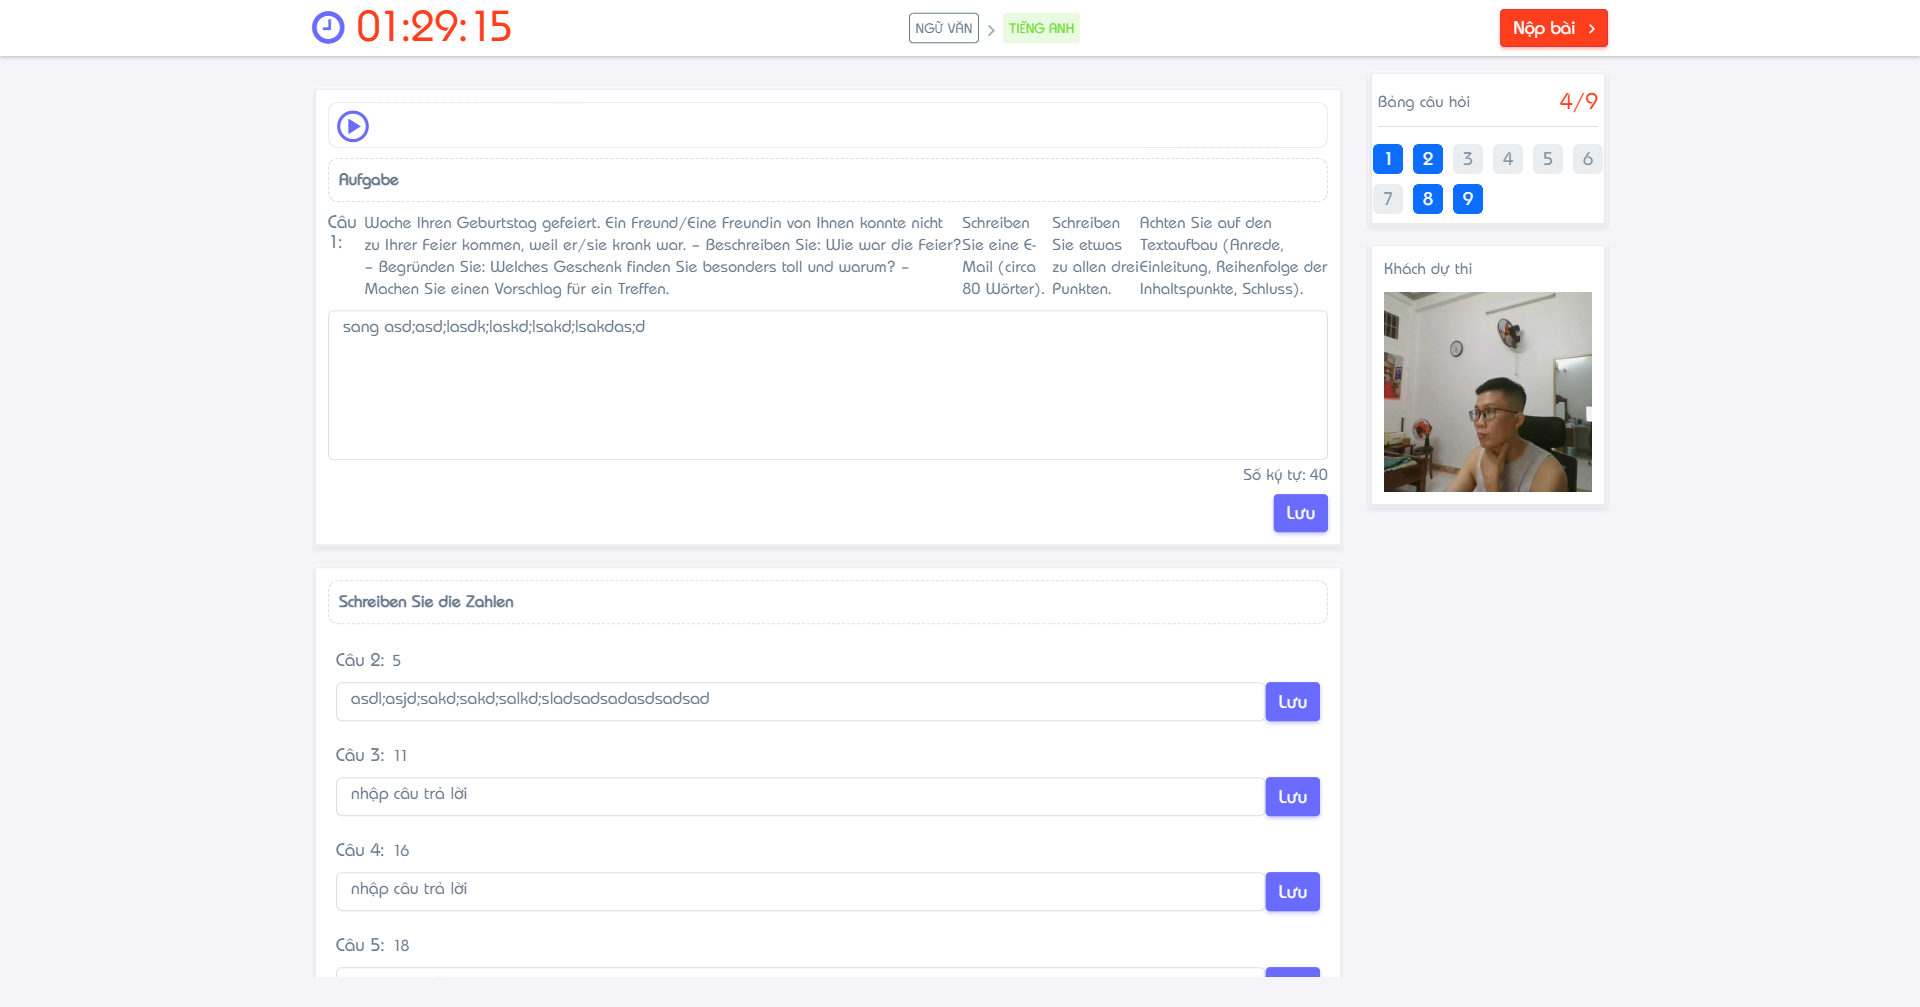 01:29:15
NGỮ VĂN > TIẾNG ANH
Nộp bài >
Aufgabe
Câu 1:
Woche Ihren Geburtstag gefeiert. Ein Freund/Eine Freundin von Ihnen konnte nicht
zu Ihrer Feier kommen, weil er/sie krank war. – Beschreiben Sie: Wie war die Feier?
– Begründen Sie: Welches Geschenk finden Sie besonders toll und warum? –
Machen Sie einen Vorschlag für ein Treffen.
Schreiben
Sie eine E-
Mail (circa
80 Wörter).
Schreiben
Sie etwas
zu allen drei
Punkten.
Achten Sie auf den
Textaufbau (Anrede,
Einleitung, Reihenfolge der
Inhaltspunkte, Schluss).
sang asd;asd;lasdk;laskd;lsakd;lsakdas;d
Số ký tự: 40
Lưu
Schreiben Sie die Zahlen
Câu 2: 5
asdl;asjd;sakd;sakd;salkd;sladsadsadasdsadsad
Lưu
Câu 3: 11
nhập câu trả lời
Lưu
Câu 4: 16
nhập câu trả lời
Lưu
Câu 5: 18
Bảng câu hỏi
4/9
1 2 3 4 5 6
7 8 9
Khách dự thi